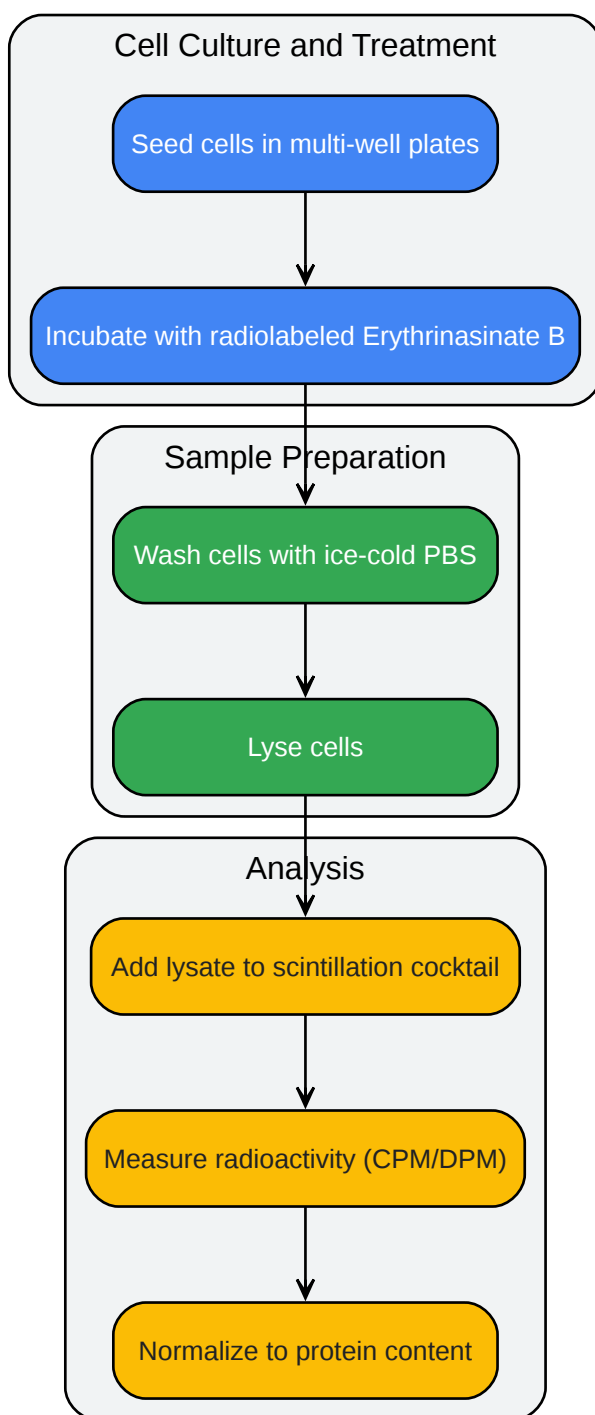 Cell Culture and Treatment
Seed cells in multi-well plates
Incubate with radiolabeled Erythrinasinate B
Sample Preparation
Wash cells with ice-cold PBS
Lyse cells
Analysis
Add lysate to scintillation cocktail
Measure radioactivity (CPM/DPM)
Normalize to protein content